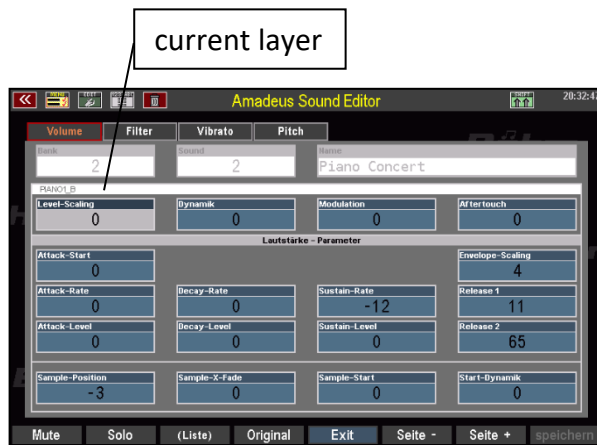 current layer
Amadeus Sound Editor
20:32:47
Volume Filter Vibrato Pitch
Bank Sound Name
2 2 Piano Concert
PIANO1_B
Level-Scaling Dynamik Modulation Aftertouch
0 0 0 0
Lautstärke - Parameter
Attack-Start Envelope-Scaling
0 4
Attack-Rate Decay-Rate Sustain-Rate Release 1
0 0 -12 11
Attack-Level Decay-Level Sustain-Level Release 2
0 0 0 65
Sample-Position Sample-X-Fade Sample-Start Start-Dynamik
-3 0 0 0
Mute Solo (Liste) Original Exit Seite - Seite + speichern